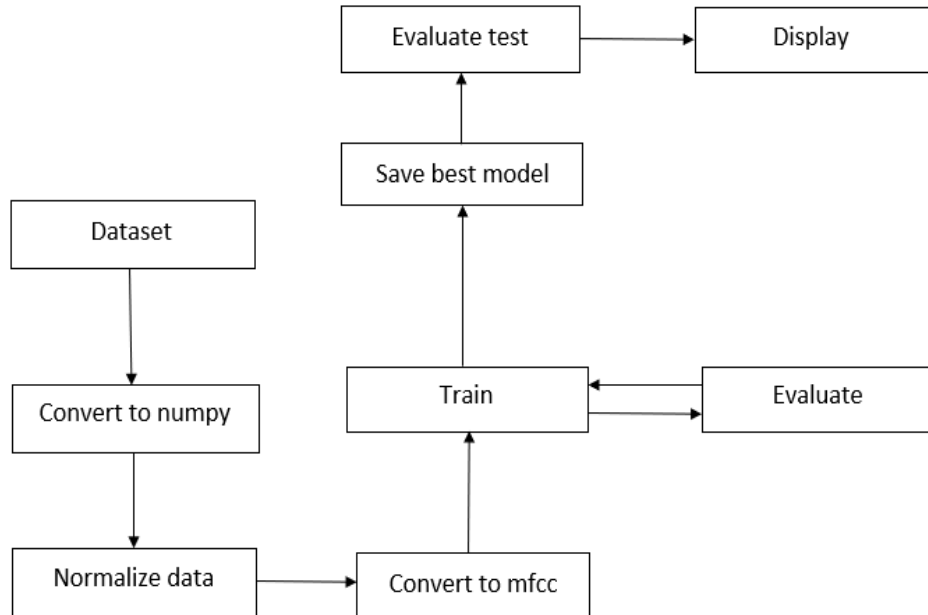 Evaluate test
Display
Save best model
Dataset
Train
Evaluate
Convert to numpy
Normalize data
Convert to mfcc